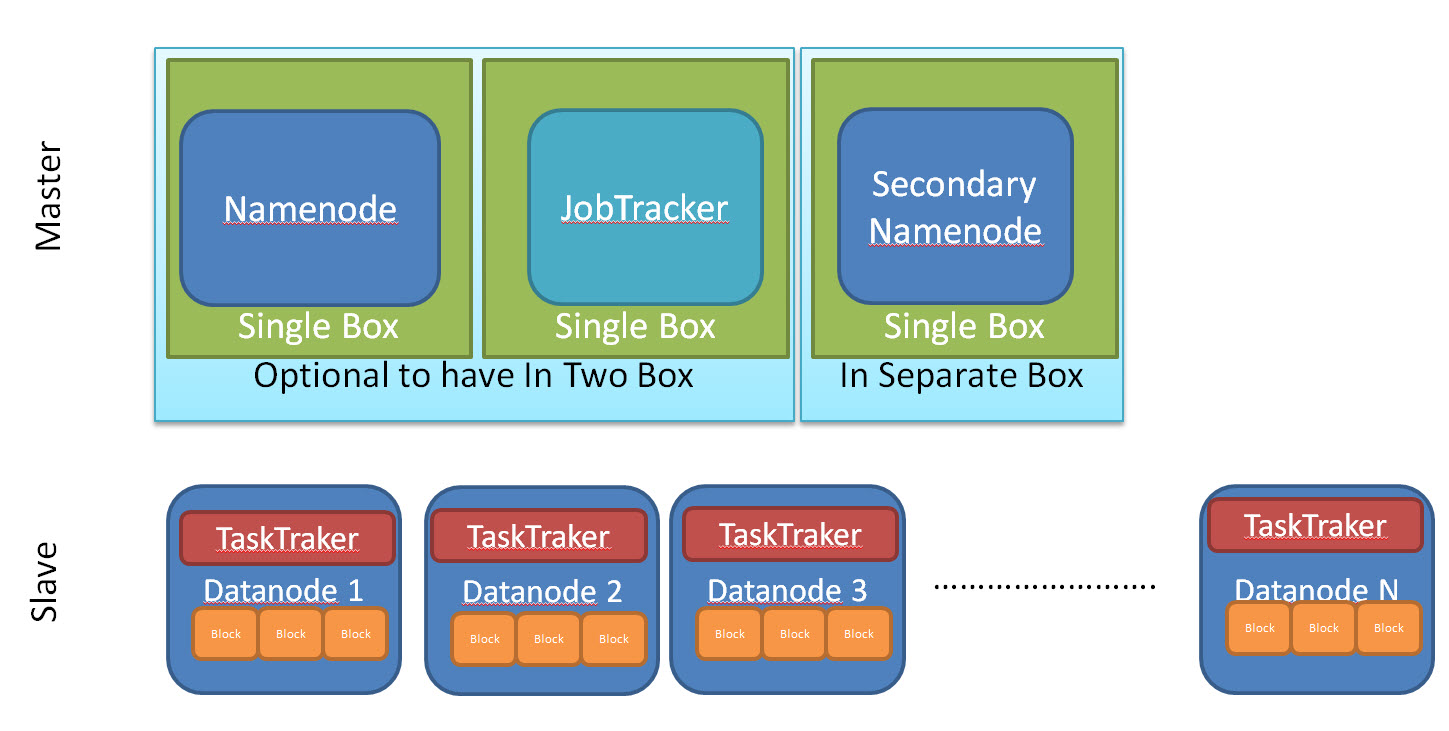 Master
Namenode
JobTracker
Secondary
Namenode
Single Box
Single Box
Single Box
Optional to have In Two Box
In Separate Box
Slave
TaskTraker
TaskTraker
TaskTraker
TaskTraker
Datanode 1
Datanode 2
Datanode 3
........................
Datanode N
Block Block Block
Block Block Block
Block Block Block
Block Block Block